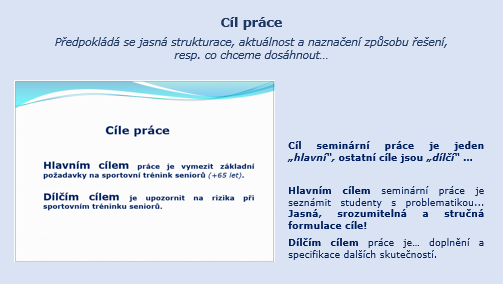 Cíl práce
Předpokládá se jasná strukturace, aktuálnost a naznačení způsobu řešení,
resp. co chceme dosáhnout…
Cíle práce
Hlavním cílem práce je vymezit základní
požadavky na sportovní trénink seniorů (+65 let).
Dílčím cílem je upozornit na rizika při
sportovním tréninku seniorů.
Cíl seminární práce je jeden
„hlavní“, ostatní cíle jsou „dílčí“ …
Hlavním cílem seminární práce je
seznámit studenty s problematikou…
Jasná, srozumitelná a stručná
formulace cíle!
Dílčím cílem práce je… doplnění a
specifikace dalších skutečností.